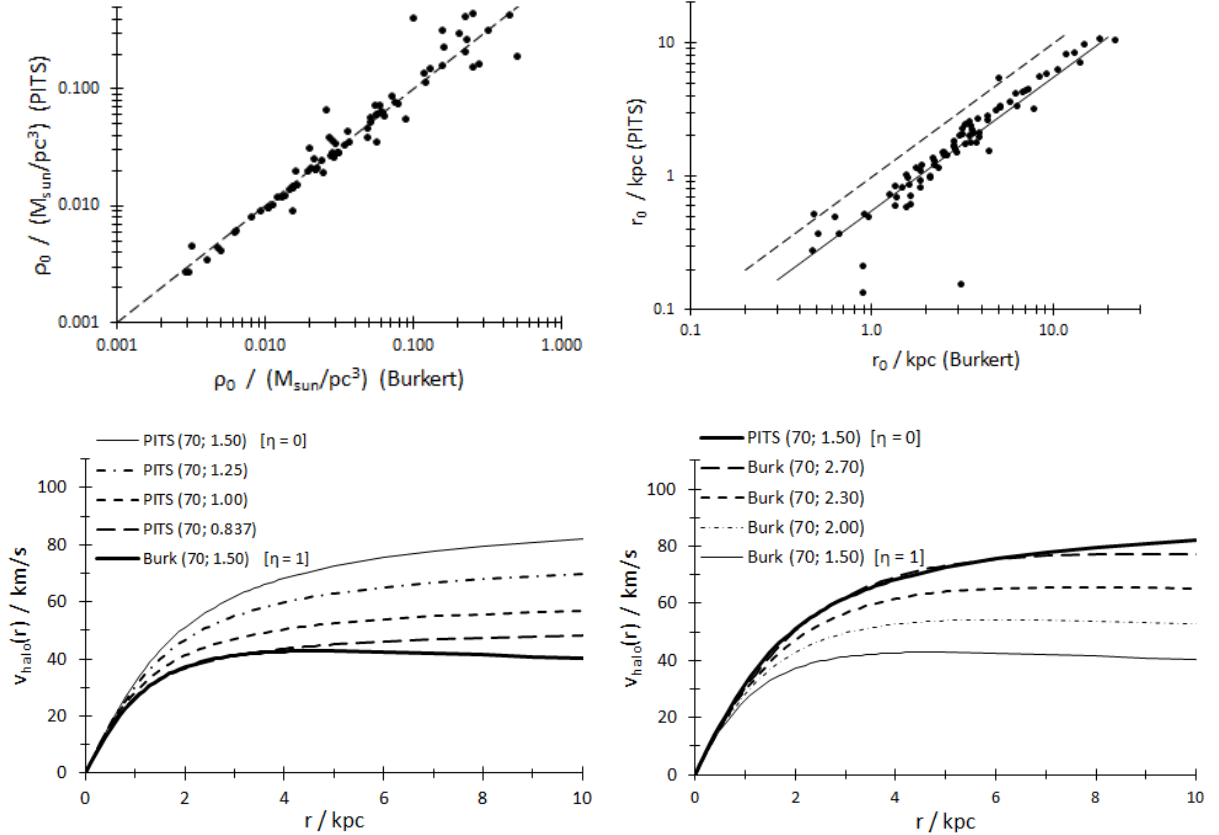 ρ₀ / (Mₛᵤₙ/pc³) (PITS)
0.100
0.010
0.001
0.001
0.010
0.100
1.000
ρ₀ / (Mₛᵤₙ/pc³) (Burkert)
r₀ / kpc (PITS)
10
1
0.1
0.1
1.0
10.0
r₀ / kpc (Burkert)
PITS (70; 1.50) [η = 0]
PITS (70; 1.25)
PITS (70; 1.00)
PITS (70; 0.837)
Burk (70; 1.50) [η = 1]
v_halo(r) / km/s
100
80
60
40
20
0
0 2 4 6 8 10
r / kpc
PITS (70; 1.50) [η = 0]
Burk (70; 2.70)
Burk (70; 2.30)
Burk (70; 2.00)
Burk (70; 1.50) [η = 1]
v_halo(r) / km/s
100
80
60
40
20
0
0 2 4 6 8 10
r / kpc